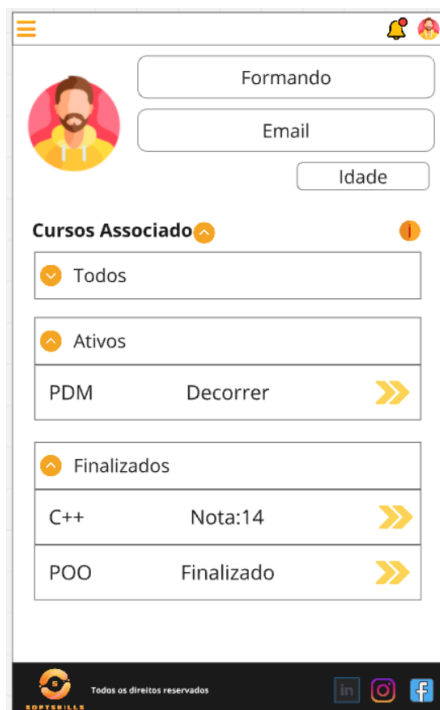 Formando
Email
Idade
Cursos Associado
i
Todos
Ativos
PDM Decorrer
Finalizados
C++ Nota:14
POO Finalizado
S
SOFTSKILLS
Todos os direitos reservados
in
f